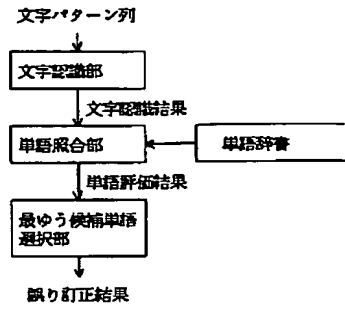 文字パターン列
文字認識部
文字認識結果
単語照合部
単語辞書
単語評価結果
最ゆう候補単語
選択部
誤り訂正結果